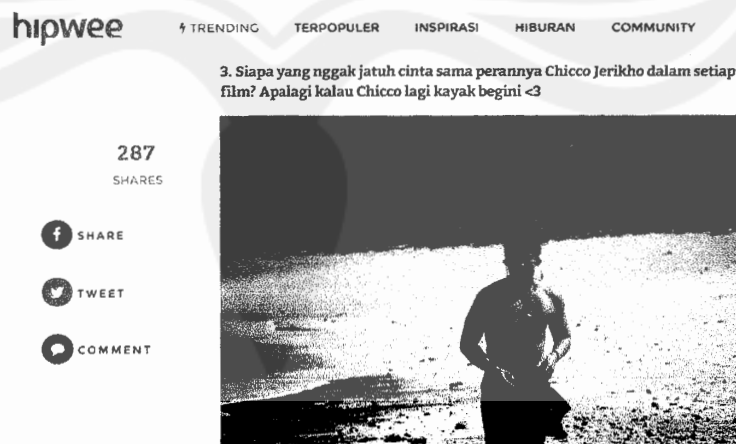 hipwee
TRENDING TERPOPULER INSPIRASI HIBURAN COMMUNITY
3. Siapa yang nggak jatuh cinta sama perannya Chicco Jerikho dalam setiap
film? Apalagi kalau Chicco lagi kayak begini <3
287
SHARES
SHARE
TWEET
COMMENT